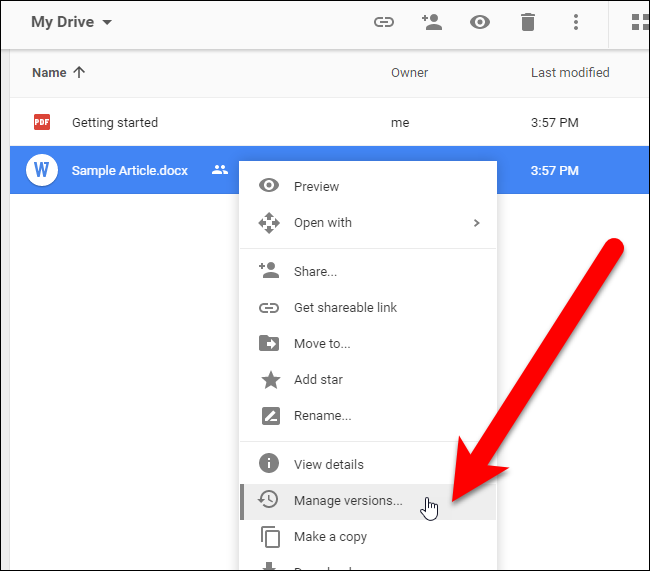 My Drive
Name Owner Last modified
PDF Getting started me 3:57 PM
W Sample Article.docx 3:57 PM
Preview
Open with
Share...
Get shareable link
Move to...
Add star
Rename...
View details
Manage versions...
Make a copy